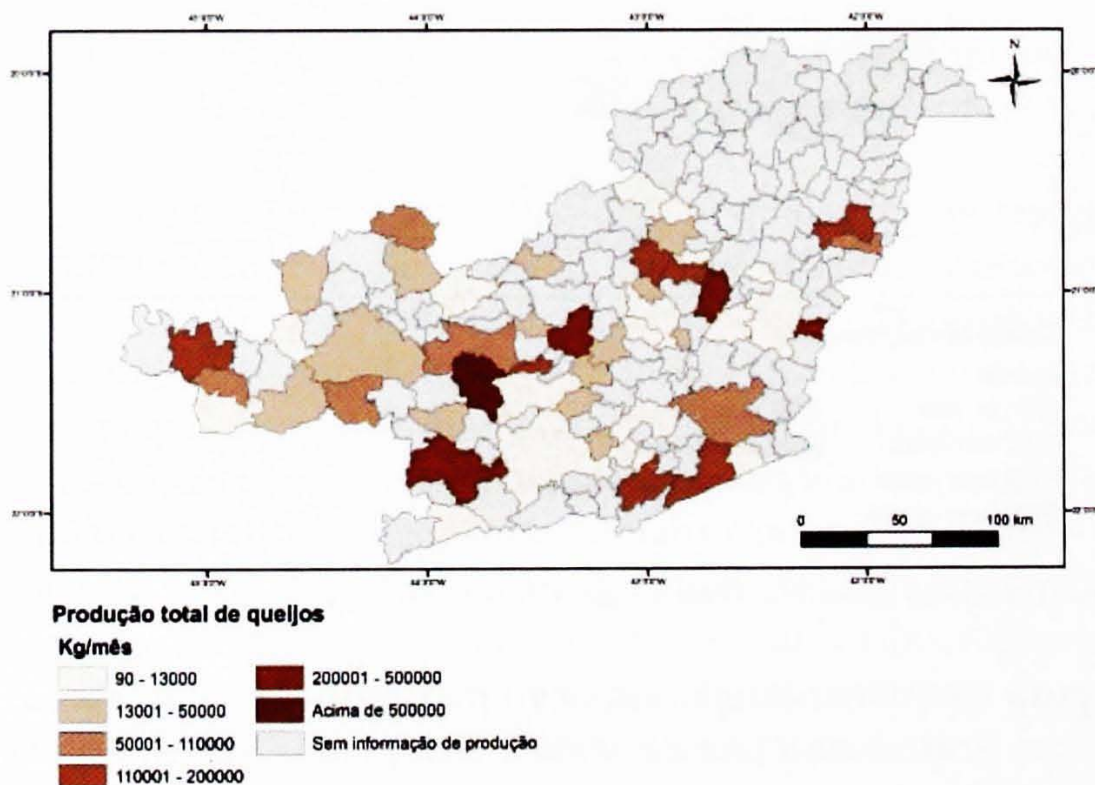 N
0 50 100 km
Produção total de queijos
Kg/mês
90 - 13000
13001 - 50000
50001 - 110000
110001 - 200000
200001 - 500000
Acima de 500000
Sem informação de produção